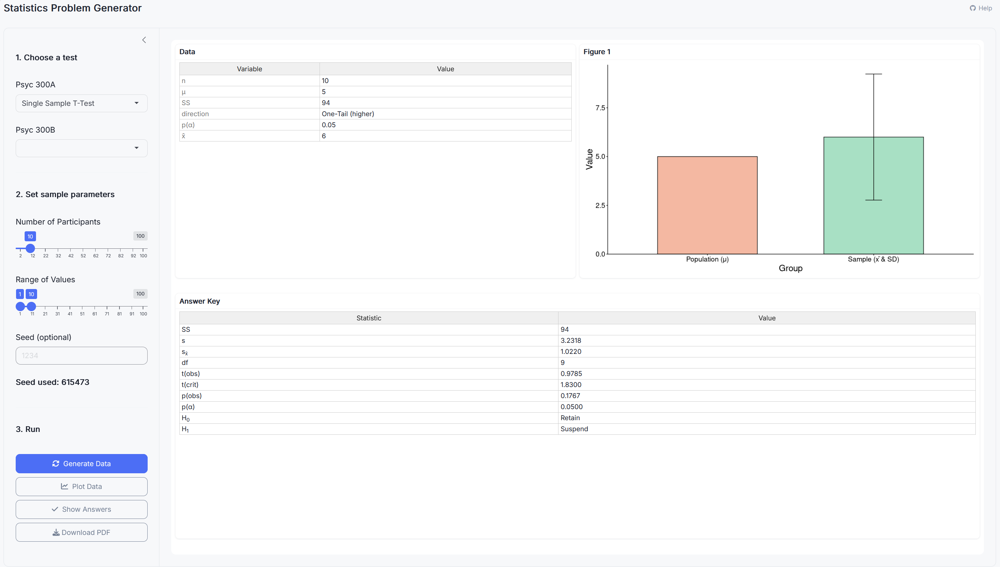 Statistics Problem Generator
Help
1. Choose a test
Psyc 300A
Single Sample T-Test
Psyc 300B
2. Set sample parameters
Number of Participants
10 100
2 12 22 32 42 52 62 72 82 92 100
Range of Values
1 10 100
1 11 21 31 41 51 61 71 81 91 100
Seed (optional)
1234
Seed used: 615473
3. Run
Generate Data
Plot Data
Show Answers
Download PDF
Data
Variable Value
n 10
μ 5
SS 94
direction One-Tail (higher)
p(α) 0.05
x̄ 6
Figure 1
Value
7.5
5.0
2.5
0.0
Population (μ) Sample (x̄ & SD)
Group
Answer Key
Statistic Value
SS 94
s 3.2318
sx̄ 1.0220
df 9
t(obs) 0.9785
t(crit) 1.8300
p(obs) 0.1767
p(α) 0.0500
H0 Retain
H1 Suspend